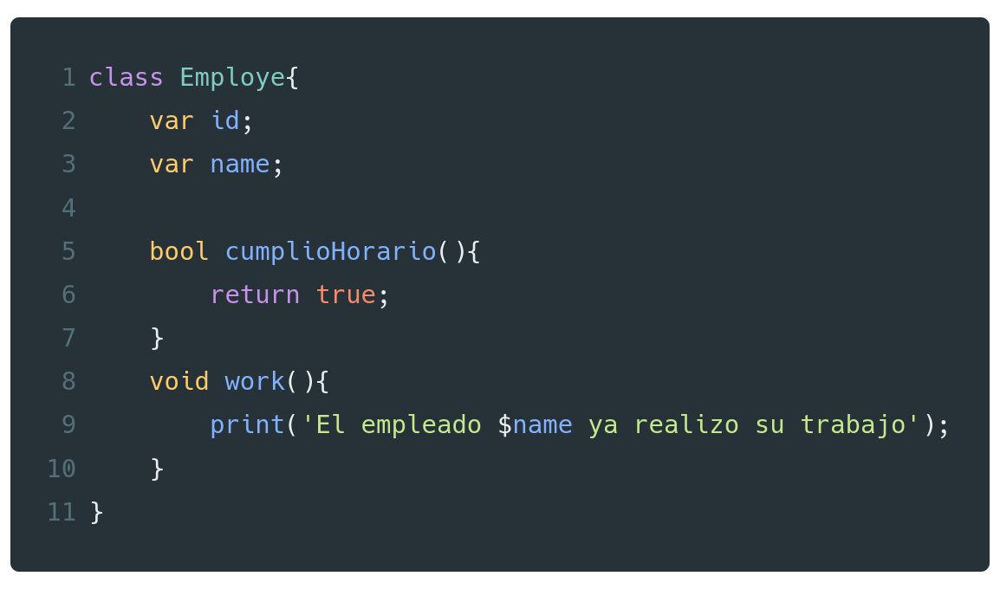 1 class Employe{
2     var id;
3     var name;
4
5     bool cumplioHorario(){
6         return true;
7     }
8     void work(){
9         print('El empleado $name ya realizo su trabajo');
10     }
11 }